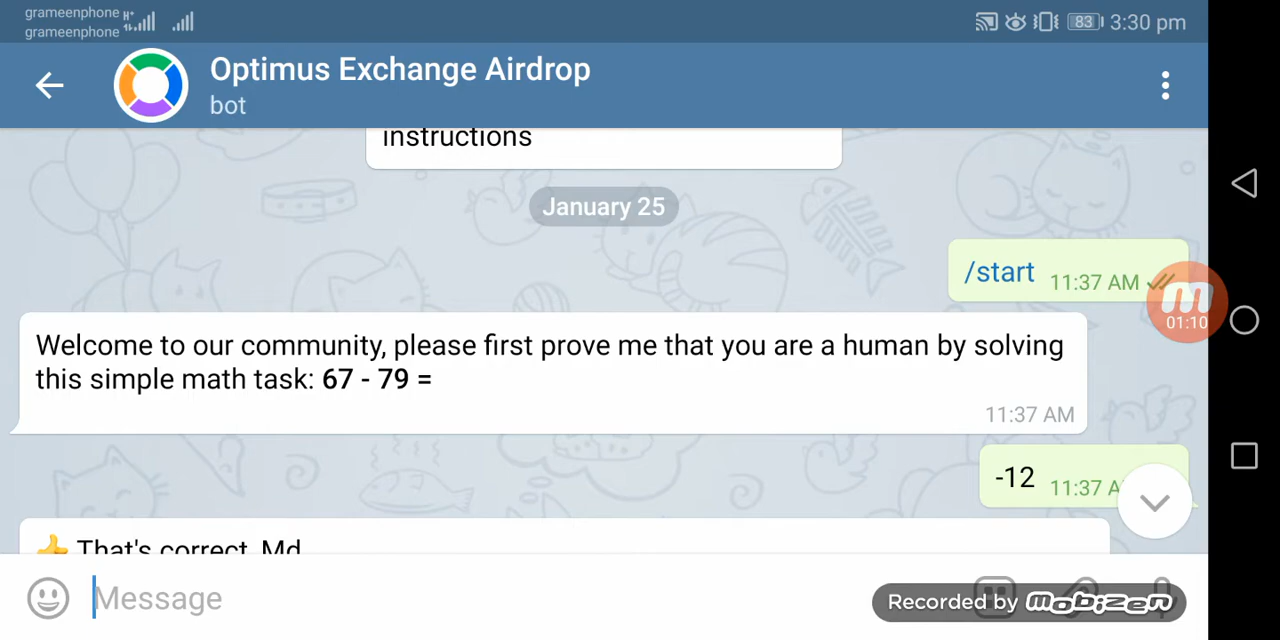 grameenphone
grameenphone
83
3:30 pm
Optimus Exchange Airdrop
bot
instructions
January 25
/start 11:37 AM
01:10
Welcome to our community, please first prove me that you are a human by solving
this simple math task: 67 - 79 =
11:37 AM
-12 11:37 A
👍 That's correct, Md
Message
Recorded by mobizen